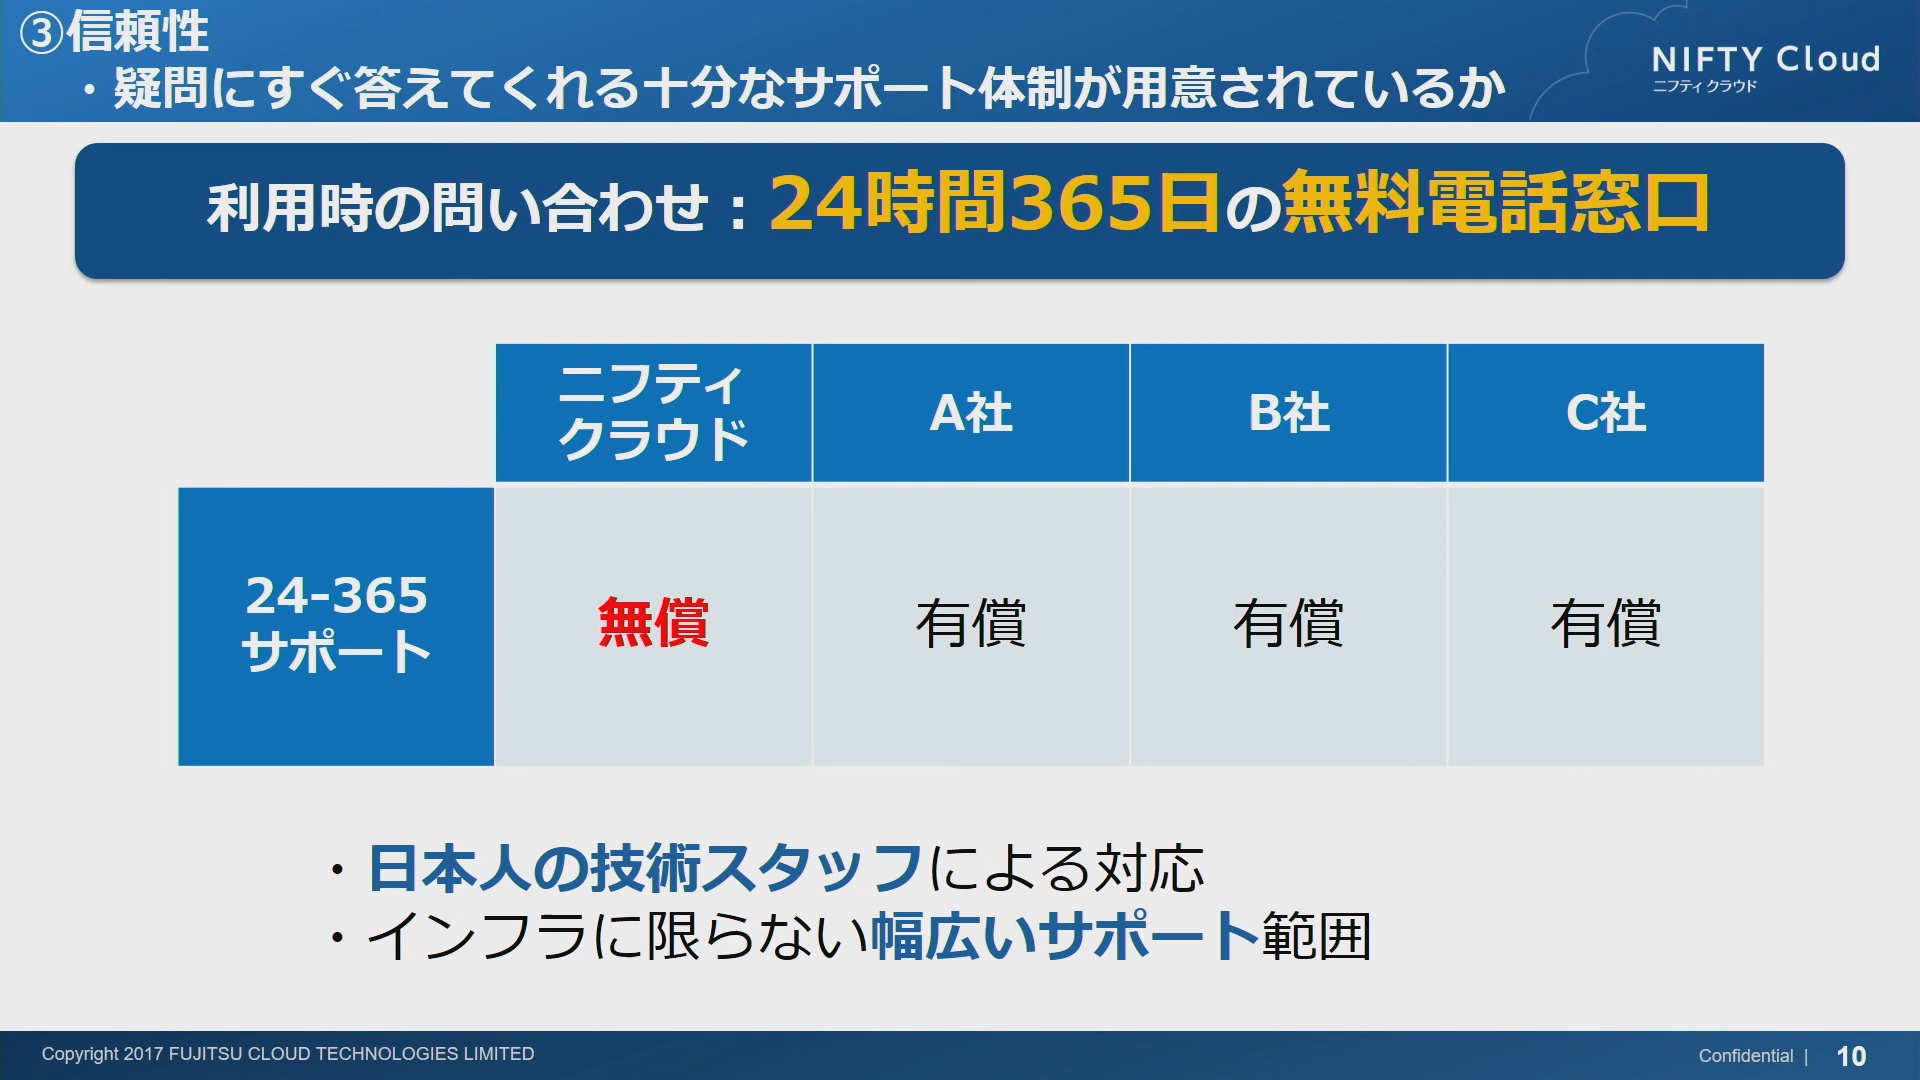 ③信頼性
・疑問にすぐ答えてくれる十分なサポート体制が用意されているか
NIFTY Cloud
ニフティクラウド
利用時の問い合わせ：24時間365日の無料電話窓口
ニフティ
クラウド
A社
B社
C社
24-365
サポート
無償
有償
有償
有償
・日本人の技術スタッフによる対応
・インフラに限らない幅広いサポート範囲
Copyright 2017 FUJITSU CLOUD TECHNOLOGIES LIMITED
Confidential | 10